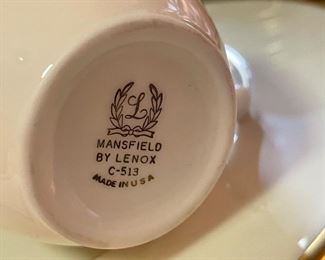 L
MANSFIELD
BY LENOX
C-513
MADE IN USA